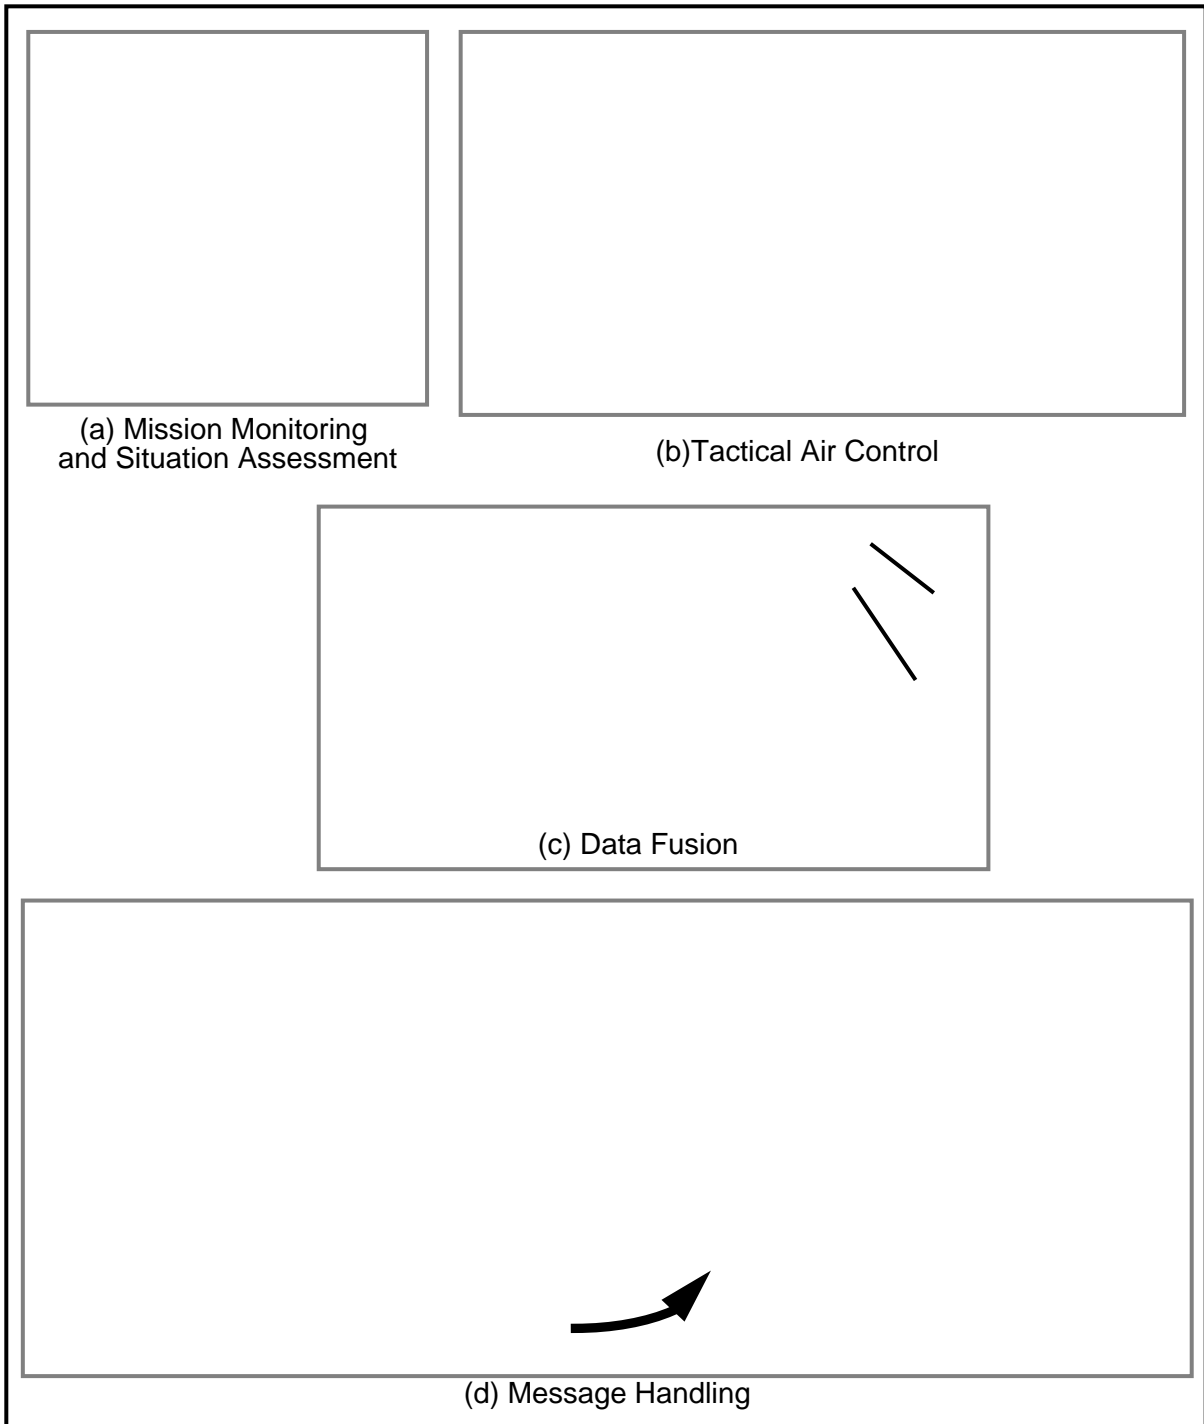 (a) Mission Monitoring
and Situation Assessment
(b)Tactical Air Control
(c) Data Fusion
(d) Message Handling